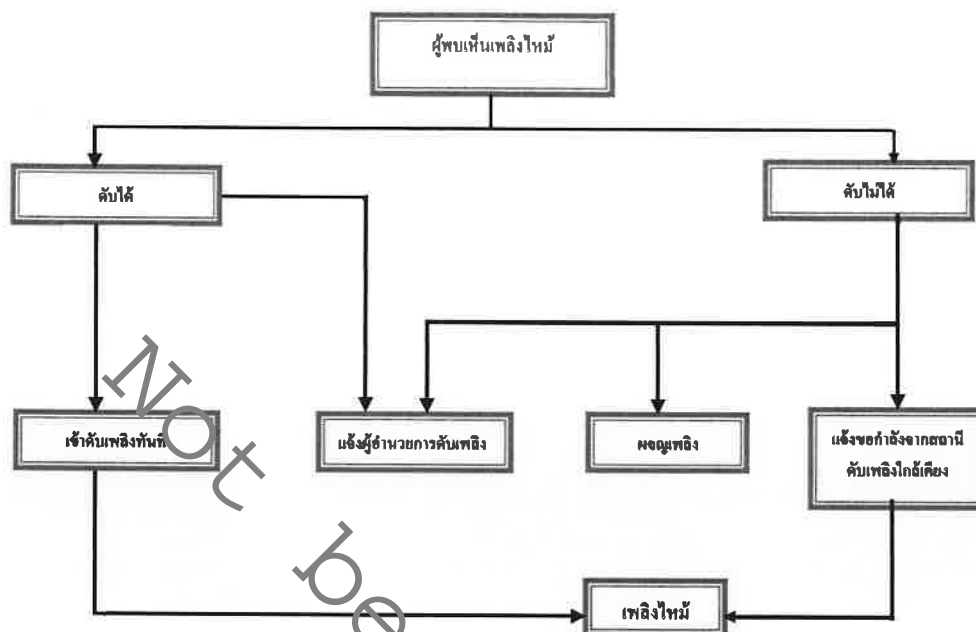 ผู้พบเห็นเพลิงไหม้
ดับได้
ดับไม่ได้
เข้าดับเพลิงทันที
แจ้งผู้อำนวยการดับเพลิง
ผจญเพลิง
แจ้งขอกำลังจากสถานี
ดับเพลิงใกล้เคียง
เพลิงไหม้
Not be